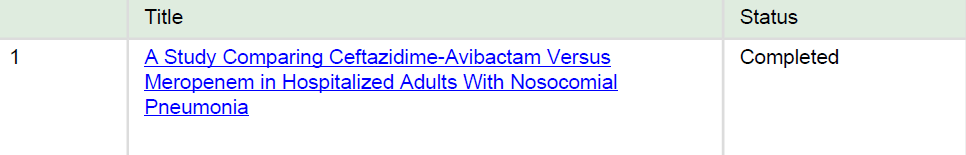 Title Status
1 A Study Comparing Ceftazidime-Avibactam Versus Completed
Meropenem in Hospitalized Adults With Nosocomial
Pneumonia